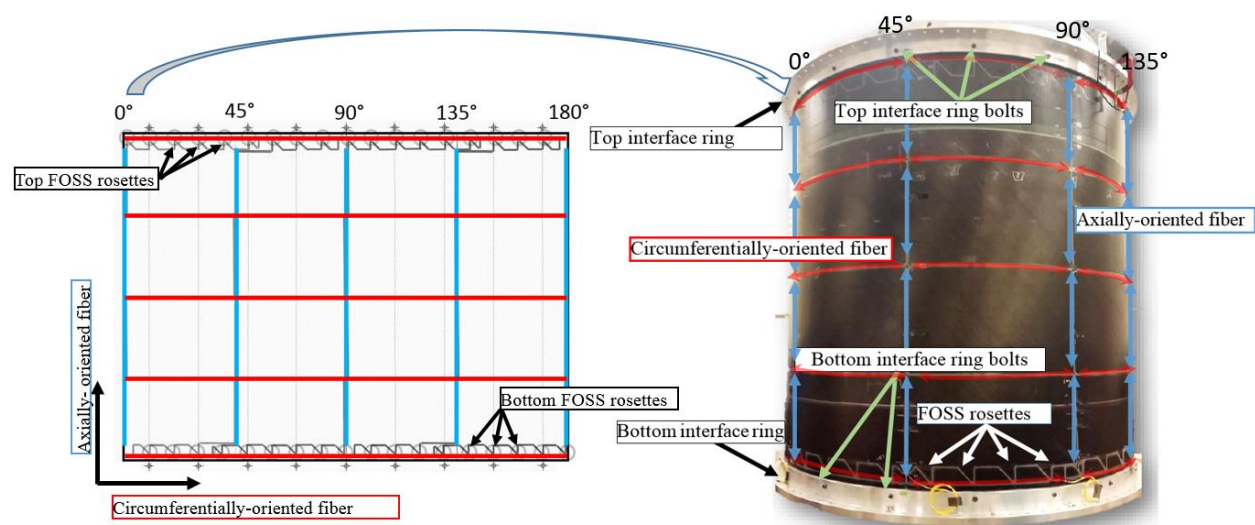 45°
90°
0°
135°
0° 45° 90° 135° 180°
Top interface ring bolts
Top interface ring
Top FOSS rosettes
Axially-oriented fiber
Circumferentially-oriented fiber
Axially- oriented fiber
Bottom interface ring bolts
Bottom FOSS rosettes
FOSS rosettes
Bottom interface ring
Circumferentially-oriented fiber